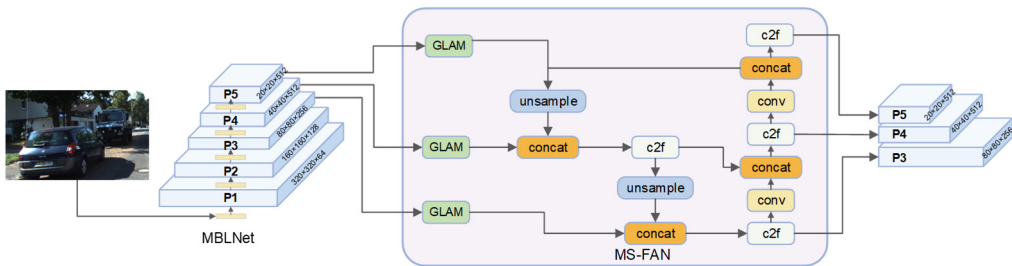 P5
20×20×512
P4
40×40×512
P3
80×80×256
P2
160×160×128
P1
320×320×64
MBLNet
GLAM
GLAM
GLAM
unsample
concat
c2f
unsample
concat
c2f
concat
conv
c2f
concat
conv
c2f
MS-FAN
P5
20×20×512
P4
40×40×512
P3
80×80×256